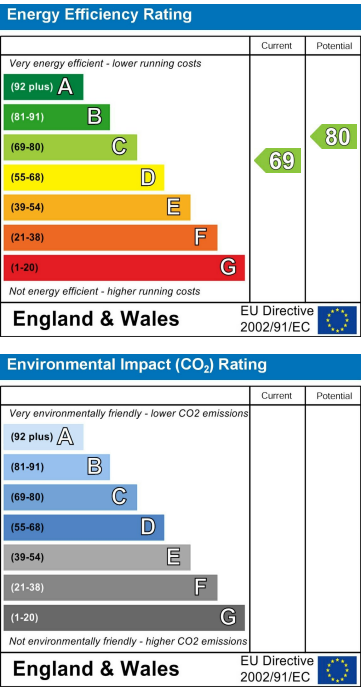 Energy Efficiency Rating
Current Potential
Very energy efficient - lower running costs
(92 plus) A
(81-91) B
(69-80) C
(55-68) D
(39-54) E
(21-38) F
(1-20) G
69
80
Not energy efficient - higher running costs
England & Wales
EU Directive
2002/91/EC
Environmental Impact (CO₂) Rating
Current Potential
Very environmentally friendly - lower CO2 emissions
(92 plus) A
(81-91) B
(69-80) C
(55-68) D
(39-54) E
(21-38) F
(1-20) G
Not environmentally friendly - higher CO2 emissions
England & Wales
EU Directive
2002/91/EC